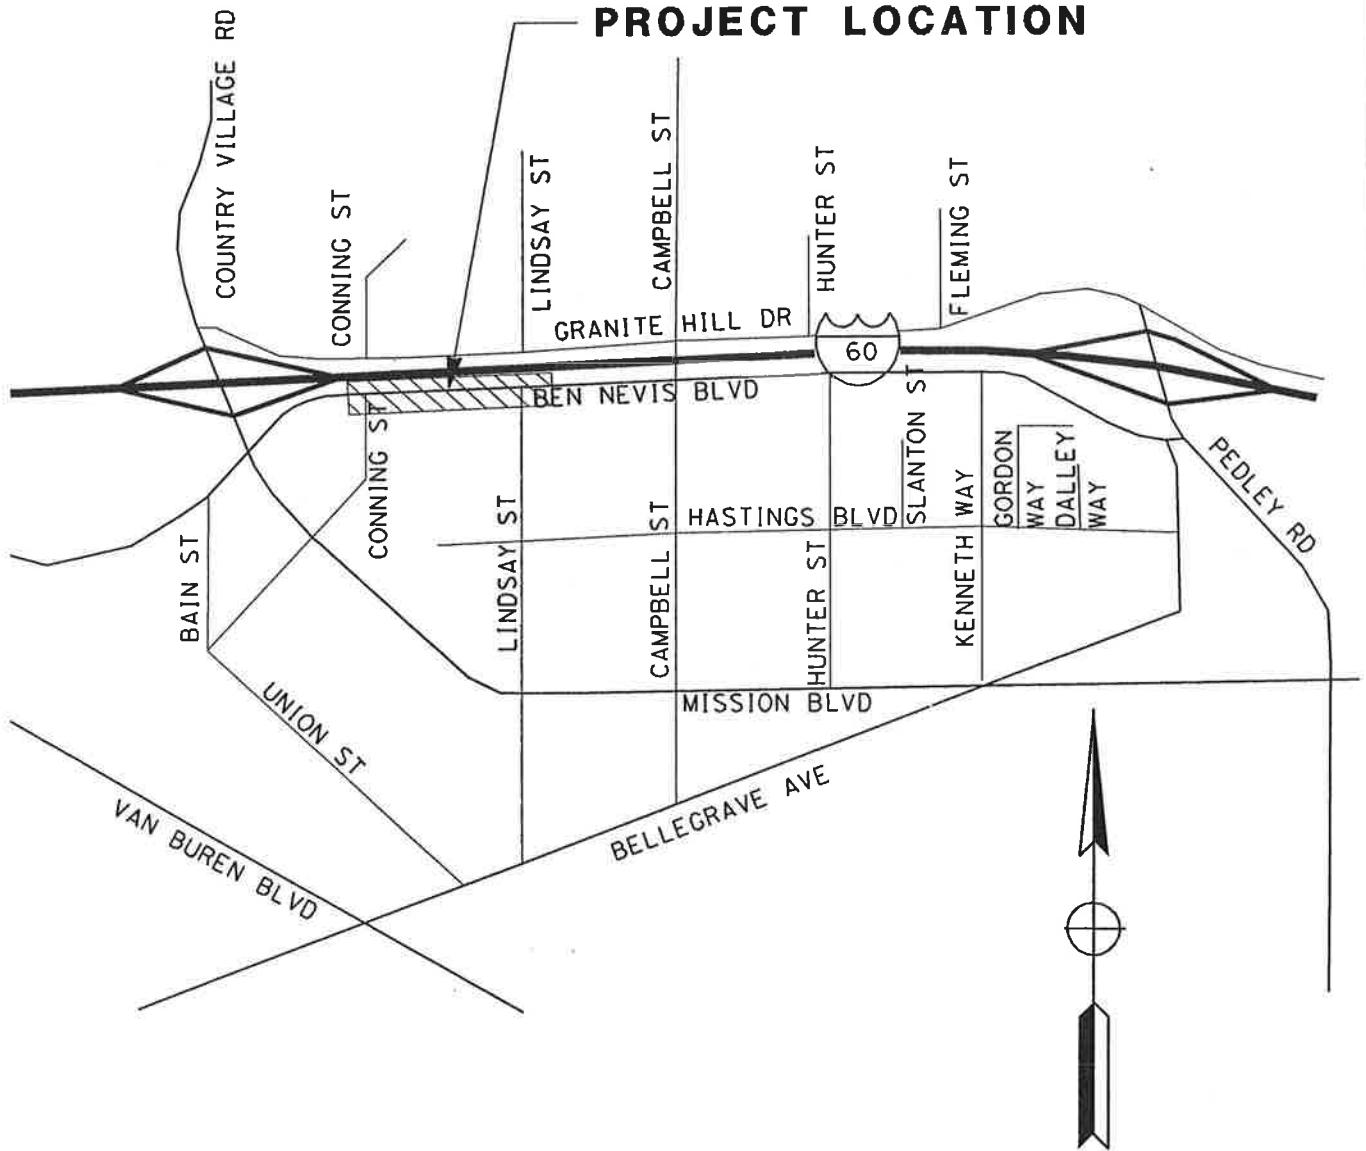 PROJECT LOCATION
COUNTRY VILLAGE RD
CONNING ST
LINDSAY ST
CAMPBELL ST
HUNTER ST
FLEMING ST
GRANITE HILL DR
60
BEN NEVIS BLVD
CONNING ST
SLANTON ST
GORDON
WAY
DALLEY
WAY
PEDLEY RD
HASTINGS BLVD
BAIN ST
LINDSAY ST
CAMPBELL ST
HUNTER ST
KENNETH WAY
MISSION BLVD
UNION ST
VAN BUREN BLVD
BELLEGRAVE AVE